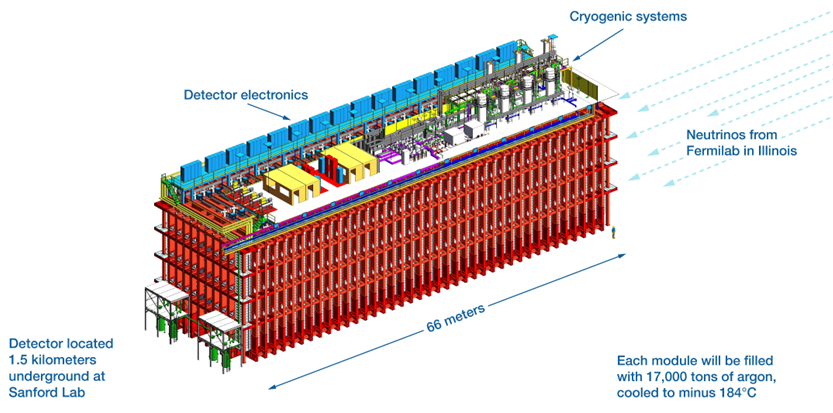 Cryogenic systems
Detector electronics
Neutrinos from
Fermilab in Illinois
66 meters
Detector located
1.5 kilometers
underground at
Sanford Lab
Each module will be filled
with 17,000 tons of argon,
cooled to minus 184°C